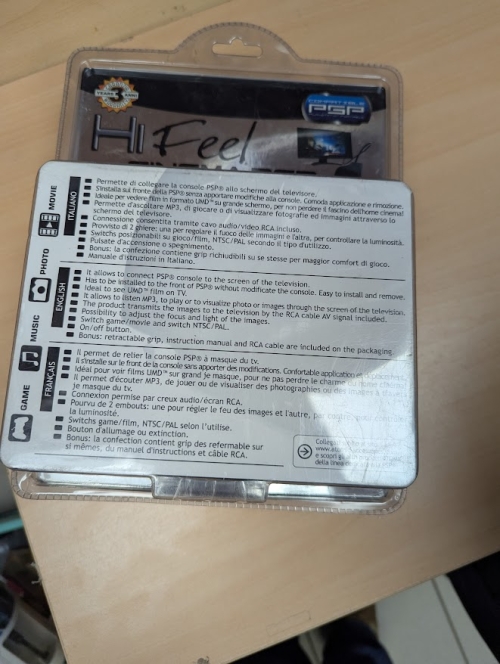 3
COMPATIBLE
PSP
HI Feel
MOVIE
PHOTO
MUSIC
GAME
ITALIANO
Permette di collegare la console PSP® allo schermo del televisore.
S'installa sul fronte della PSP® senza apportare modifiche alla console. Comoda applicazione e rimozione.
Ideale per vedere film in formato UMD™ su grande schermo, per non perdere il fascino dell'home cinema!
Permette d'ascoltare MP3, di giocare o di visualizzare fotografie ed immagini attraverso lo
schermo del televisore.
Connessione consentita tramite cavo audio/video RCA incluso.
Provvisto di 2 ghiere: una per regolare il fuoco delle immagini e l'altra, per controllare la luminosità.
Switchs posizionabili su gioco/film, NTSC/PAL secondo il tipo d'utilizzo.
Pulsate d'accensione o spegnimento.
Bonus: la confezione contiene grip richiudibili su se stesse per maggior comfort di gioco.
Manuale d'istruzioni in Italiano.
ENGLISH
It allows to connect PSP® console to the screen of the television.
Has to be installed to the front of PSP® without modificate the console. Easy to install and remove.
Ideal to see UMD™ film on TV.
It allows to listen MP3, to play or to visualize photo or images through the screen of the television.
The product transmits the images to the television by the RCA cable AV signal included.
Possibility to adjust the focus and light of the images.
Switch game/movie and switch NTSC/PAL.
On/off button.
Bonus: retractable grip, instruction manual and RCA cable are included on the packaging
FRANÇAIS
Il permet de relier la console PSP® à masque du tv.
Il s'installe sur le front de la console sans apporter des modifications. Confortable application et
Idéal pour voir films UMD™ sur grand je masque, pour ne pas perdre le charme du home
Il permet d'écouter MP3, de jouer ou de visualiser des photographies ou des images à travers
je masque du tv.
Connexion permise par creux audio/écran RCA.
Pourvu de 2 embouts: une pour régler le feu des images et l'autre, par
la luminosité.
Switchs game/film, NTSC/PAL selon l'utilise.
Bouton d'allumage ou extinction.
Bonus: la confection contient grip des refermable sur
si mêmes, du manuel d'instructions et câble RCA.
www.
e scopri
della linea